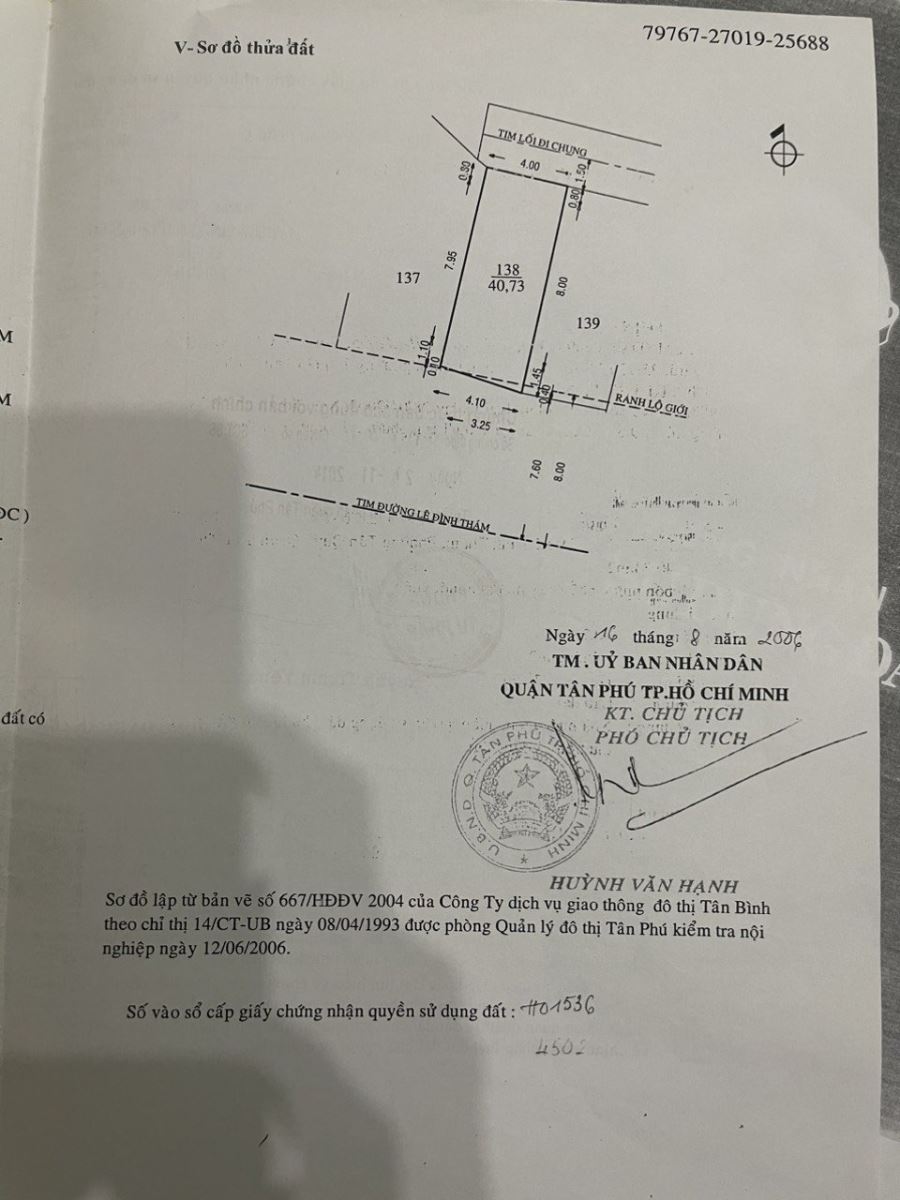 79767-27019-25688
V- Sơ đồ thửa đất
TIM LỐI ĐI CHUNG
4.00
0.30
1.50
0.80
7.95
138
40,73
8.00
137
139
1.10
0.10
1.45
0.40
4.10
3.25
RANH LỘ GIỚI
7.60
8.00
TIM ĐƯỜNG LÊ ĐÌNH THÁM
M
M
ĐC )
đất có
Ngày 16 tháng 8 năm 2006
TM . UỶ BAN NHÂN DÂN
QUẬN TÂN PHÚ TP.HỒ CHÍ MINH
KT. CHỦ TỊCH
PHÓ CHỦ TỊCH
U.B.N.D Q. TÂN PHÚ TP. HỒ CHÍ MINH
HUỲNH VĂN HẠNH
Sơ đồ lập từ bản vẽ số 667/HĐĐV 2004 của Công Ty dịch vụ giao thông đô thị Tân Bình
theo chỉ thị 14/CT-UB ngày 08/04/1993 được phòng Quản lý đô thị Tân Phú kiểm tra nội
nghiệp ngày 12/06/2006.
Số vào sổ cấp giấy chứng nhận quyền sử dụng đất : H01536
4502